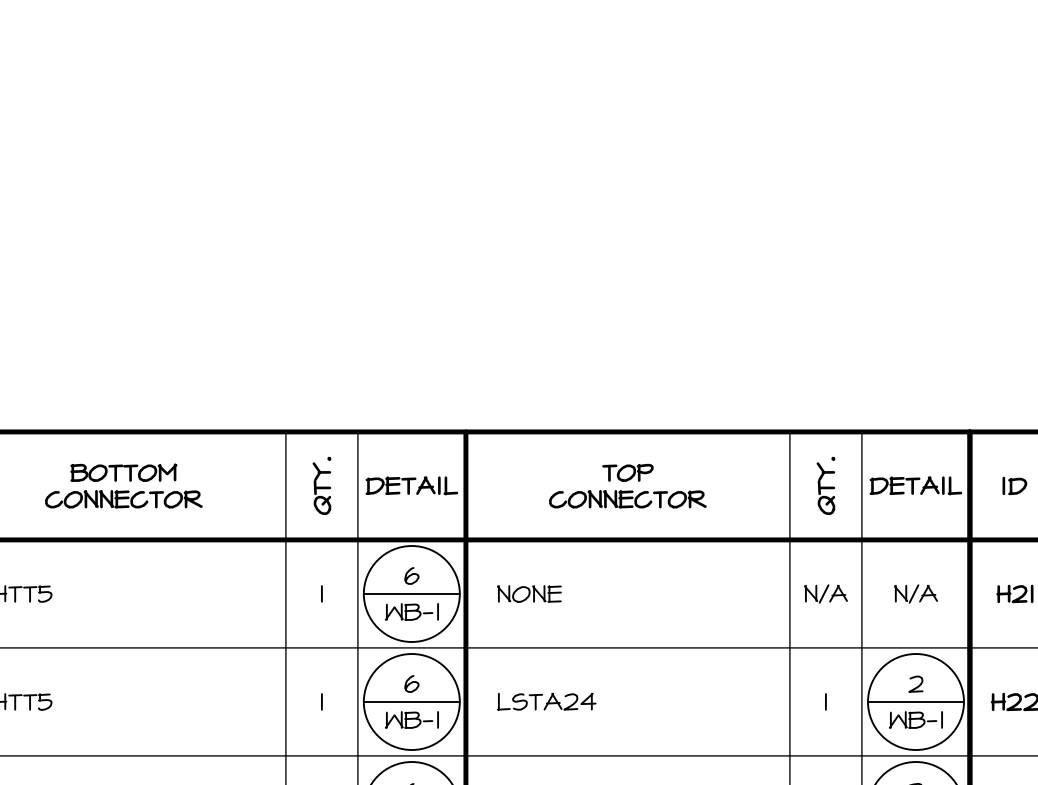 BOTTOM
CONNECTOR
QTY.
DETAIL
TOP
CONNECTOR
QTY.
DETAIL
ID
HTT5
1
6
WB-1
NONE
N/A
N/A
H21
HTT5
1
6
WB-1
LSTA24
1
2
WB-1
H22